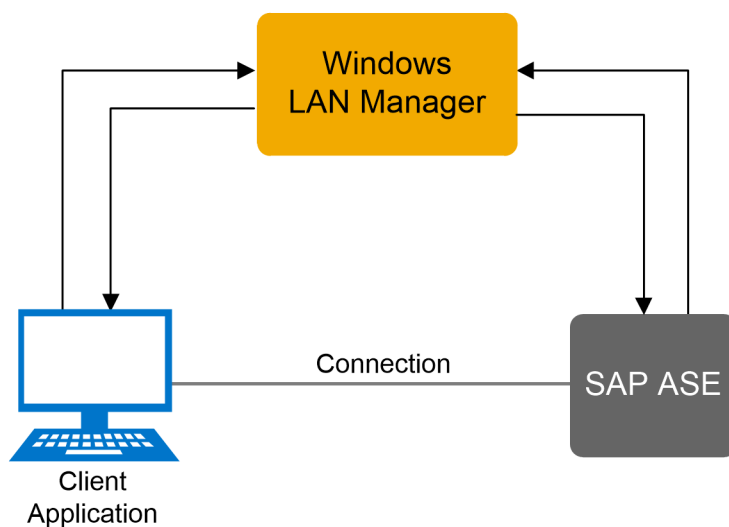 Windows
LAN Manager
Connection
SAP ASE
Client
Application